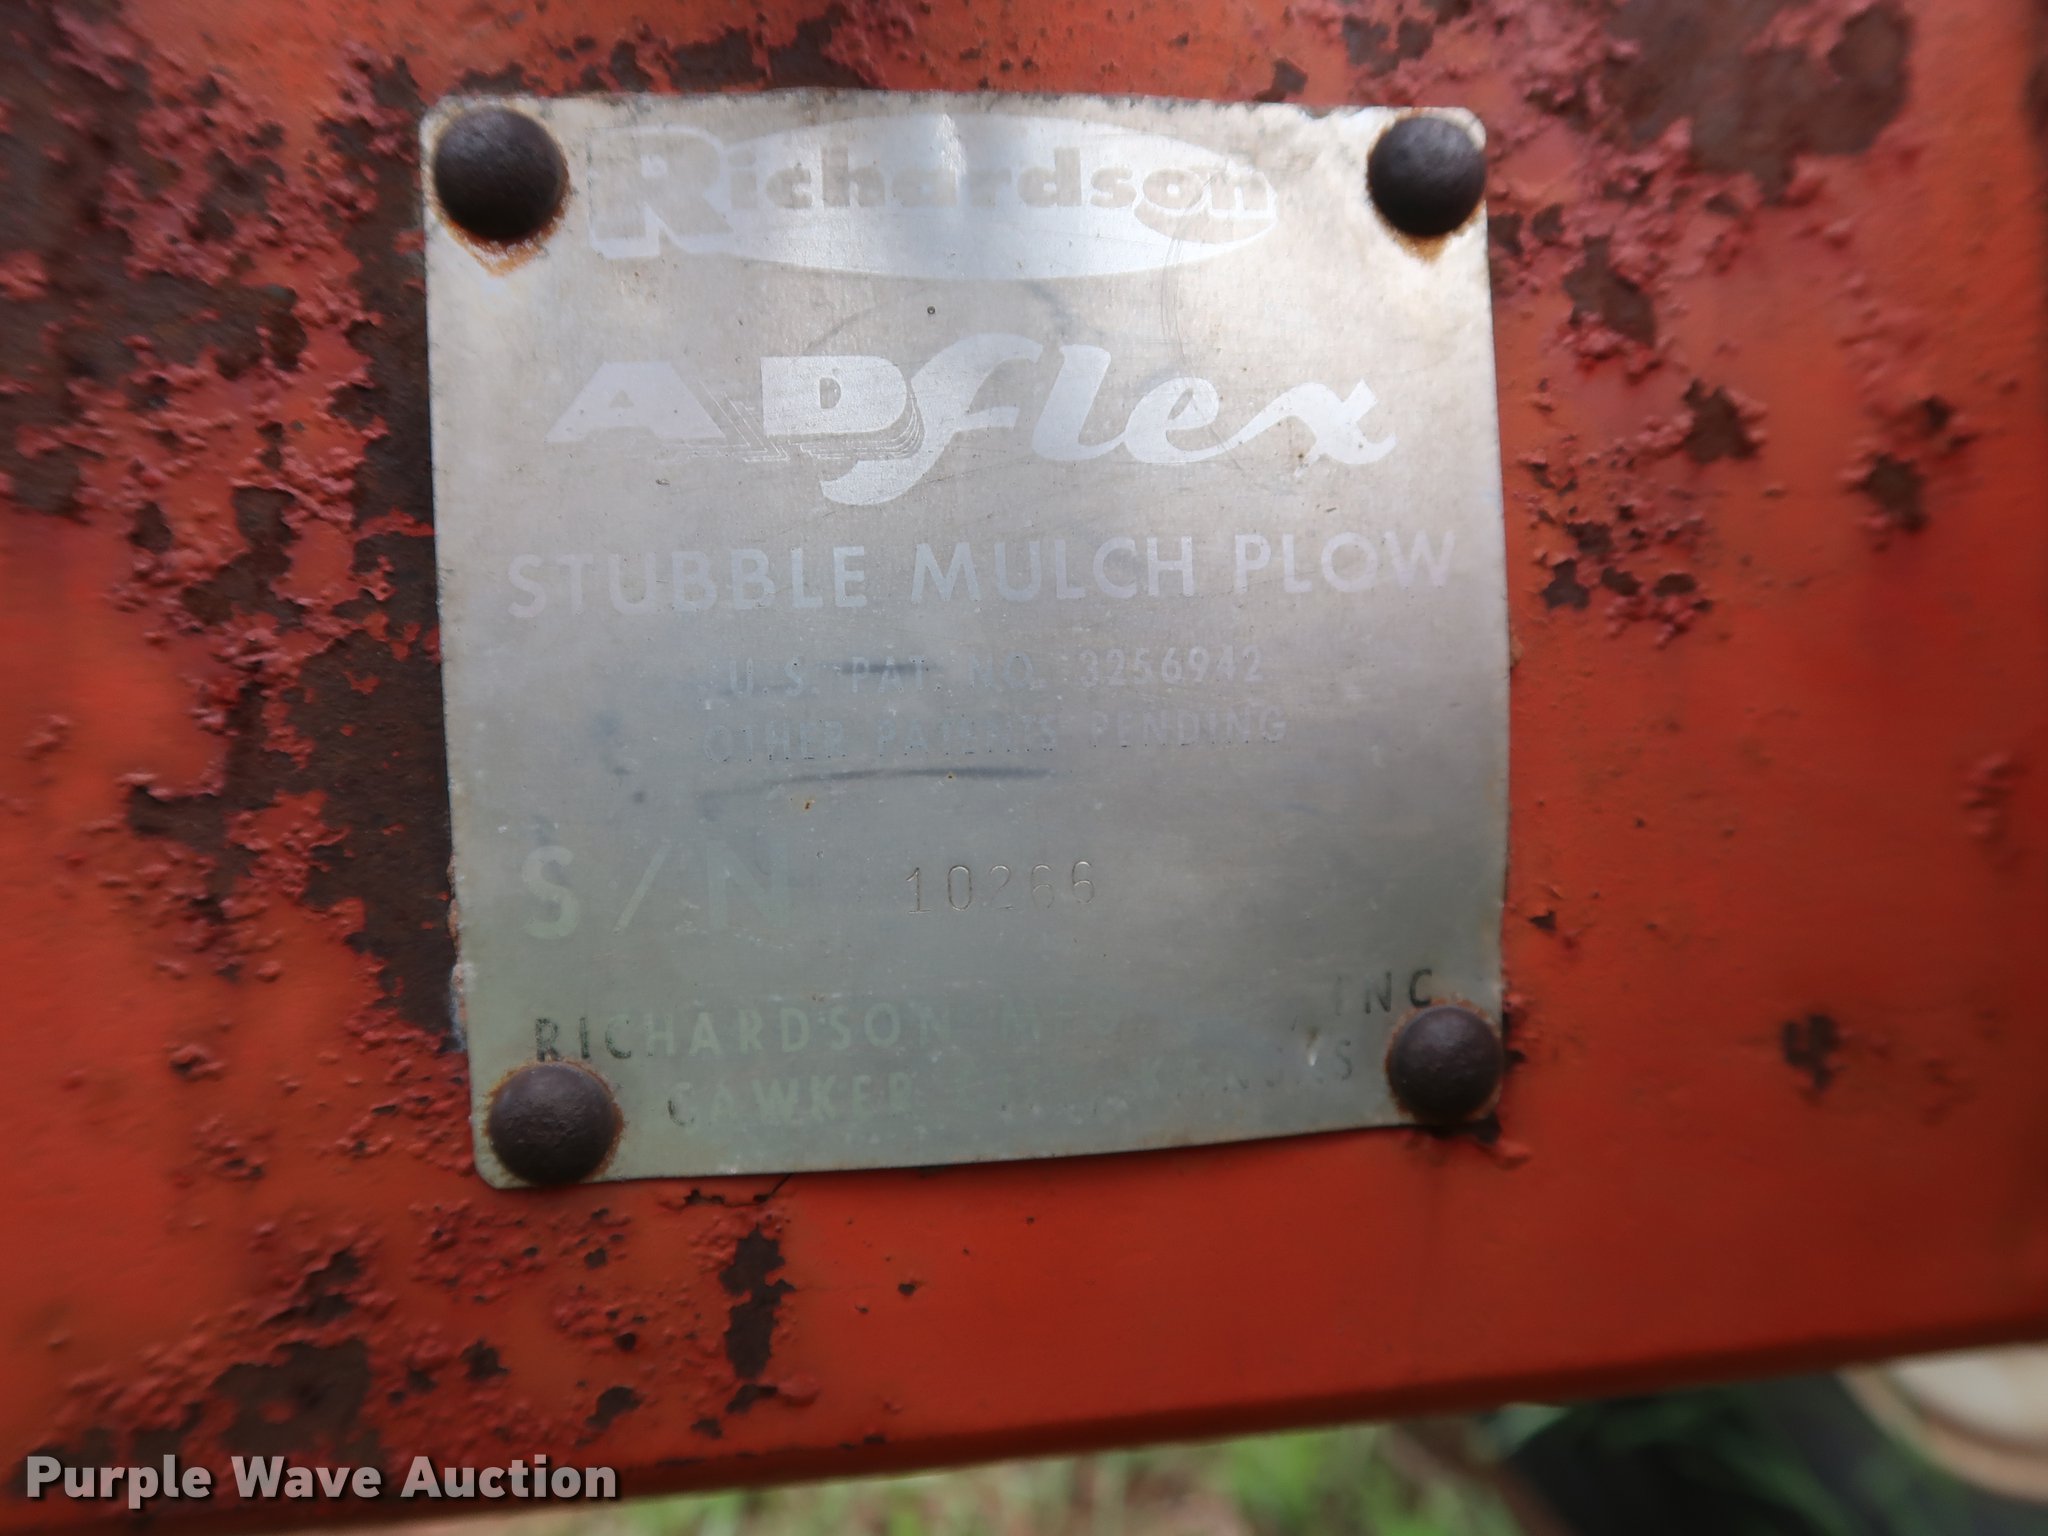 Richardson
ADflex
STUBBLE MULCH PLOW
U.S. PAT. NO. 3256942
OTHER PATENTS PENDING
S/N 10266
RICHARDSON INC
CAWKER
Purple Wave Auction